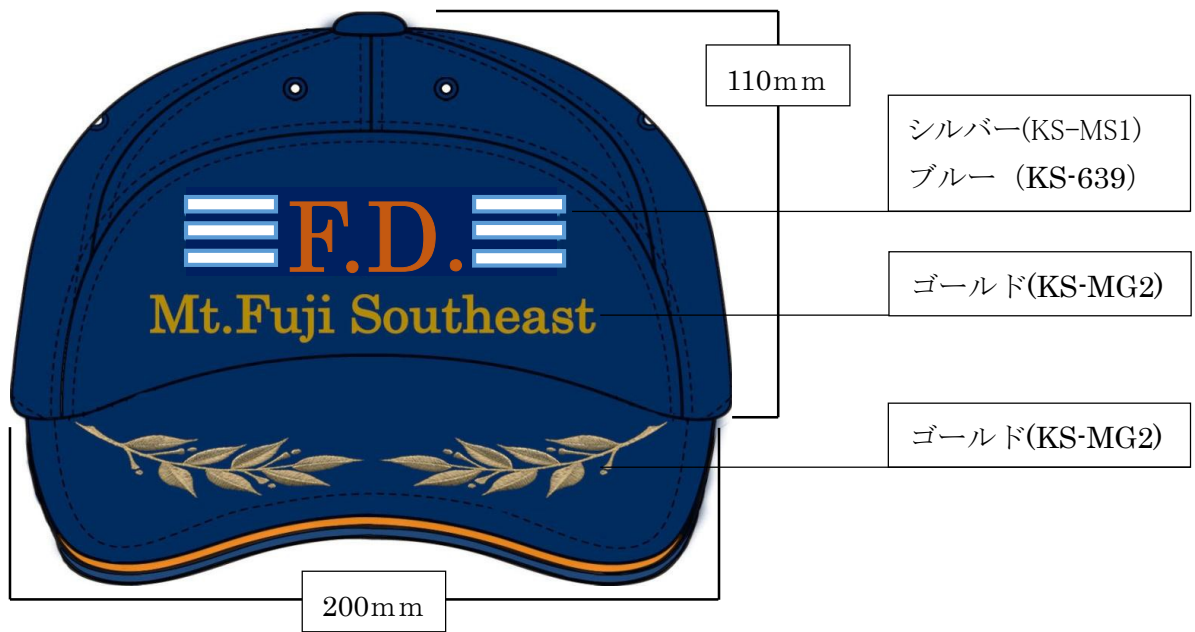 110mm
シルバー(KS-MS1)
ブルー（KS-639）
F.D.
ゴールド(KS-MG2)
Mt.Fuji Southeast
ゴールド(KS-MG2)
200mm